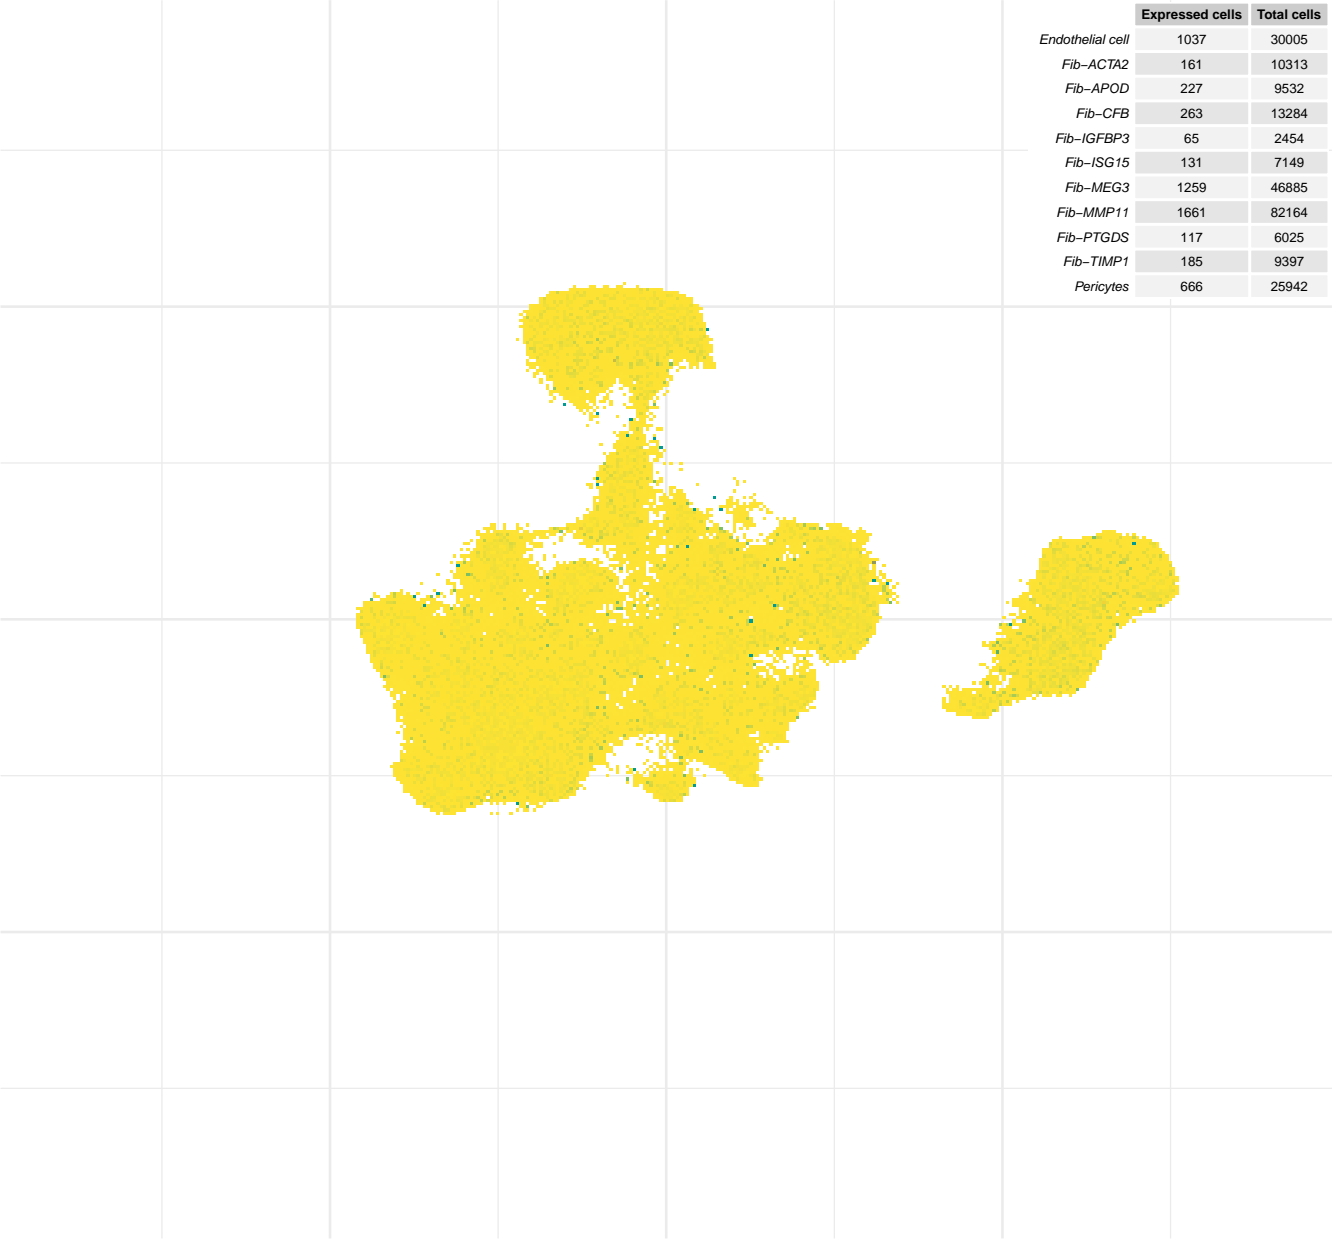 Expressed cells Total cells
Endothelial cell 1037 30005
Fib−ACTA2 161 10313
Fib−APOD 227 9532
Fib−CFB 263 13284
Fib−IGFBP3 65 2454
Fib−ISG15 131 7149
Fib−MEG3 1259 46885
Fib−MMP11 1661 82164
Fib−PTGDS 117 6025
Fib−TIMP1 185 9397
Pericytes 666 25942